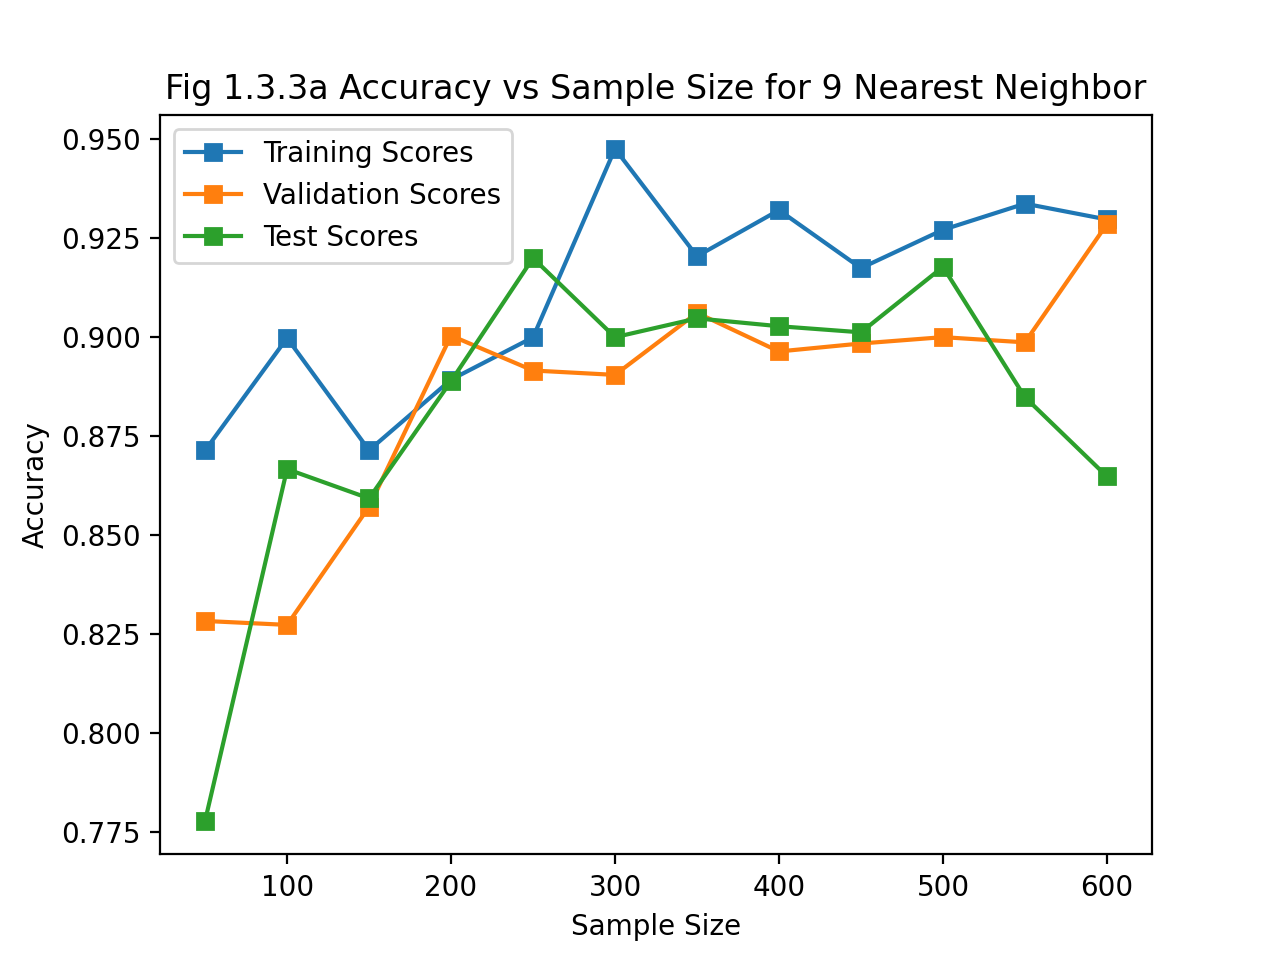 Fig 1.3.3a Accuracy vs Sample Size for 9 Nearest Neighbor
Training Scores
Validation Scores
Test Scores
0.950
0.925
0.900
0.875
0.850
0.825
0.800
0.775
Accuracy
100 200 300 400 500 600
Sample Size